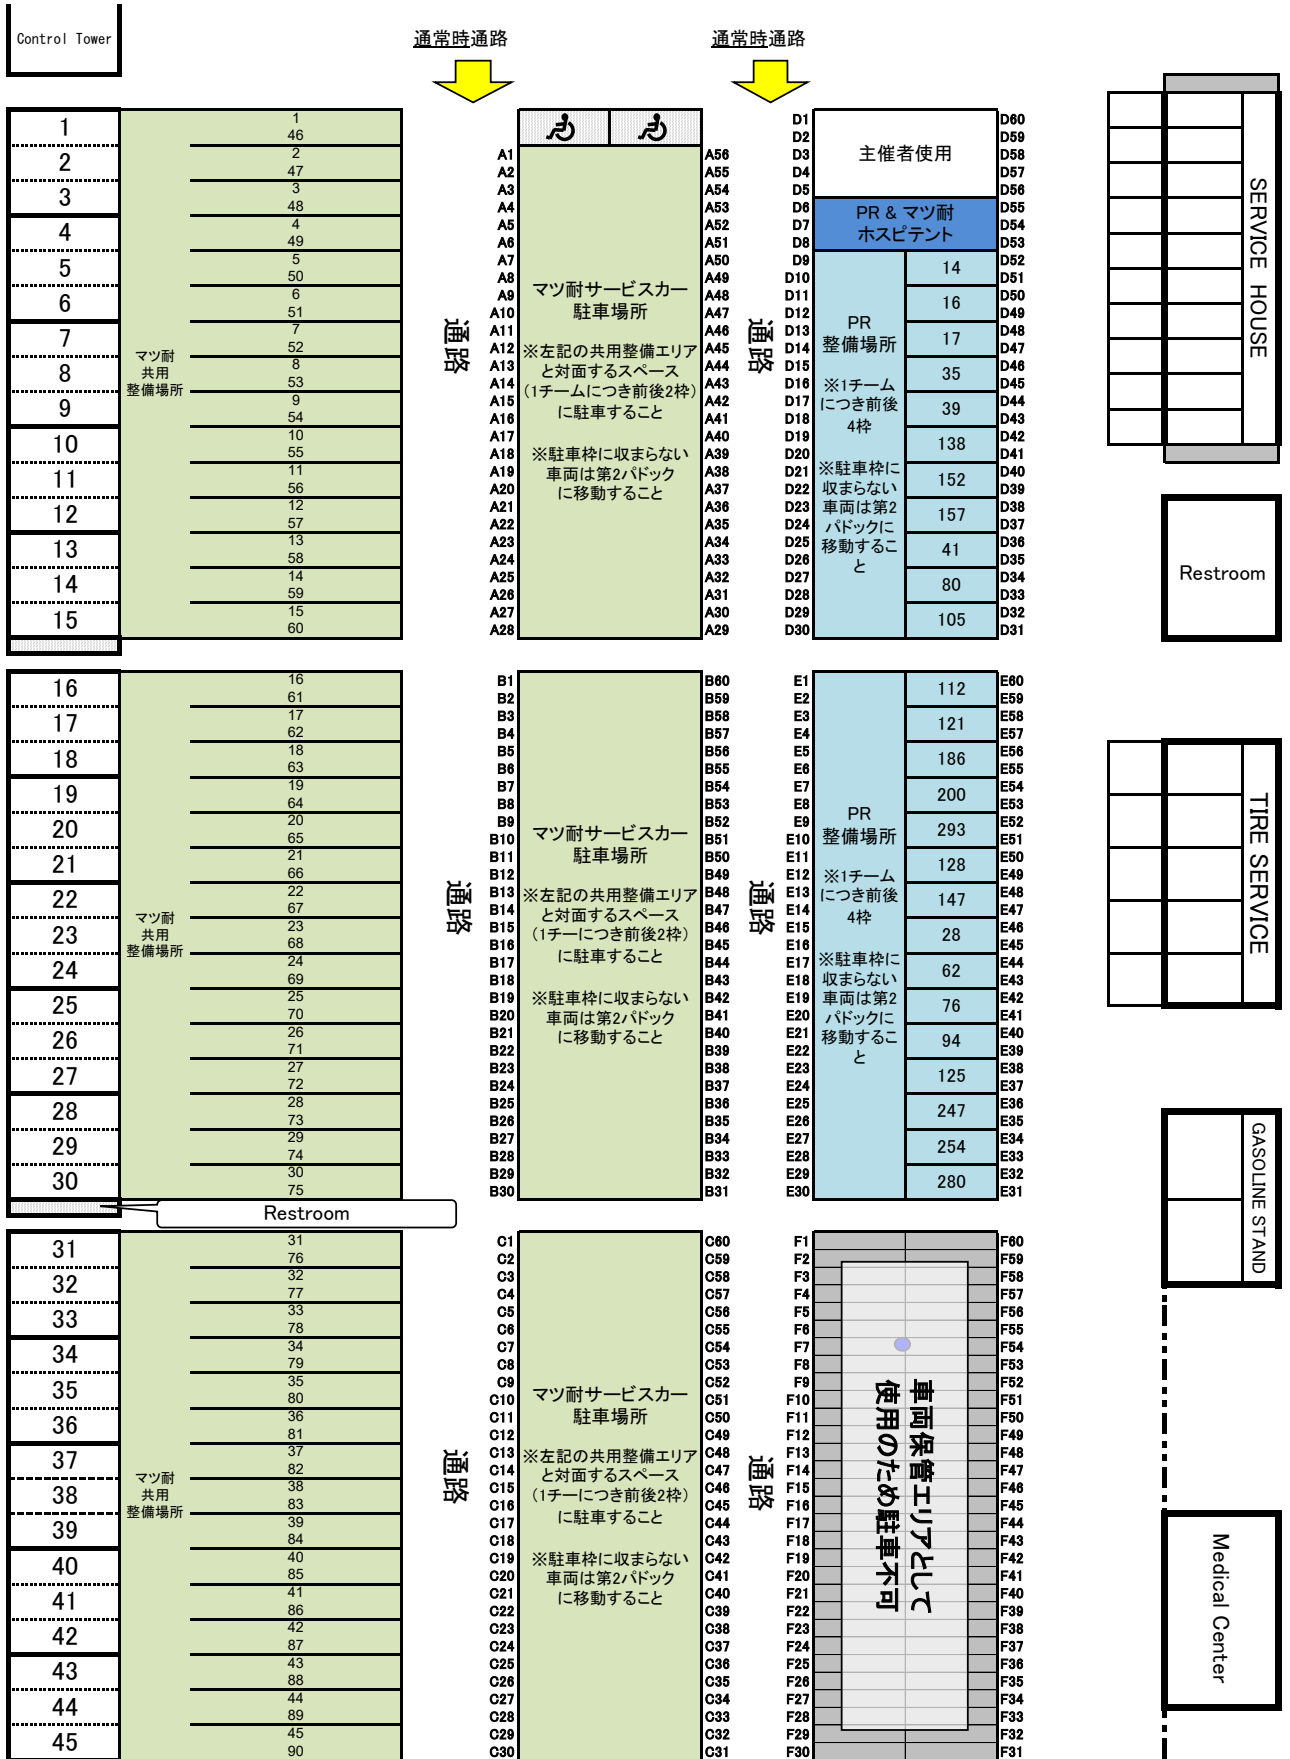 Control Tower
通常時通路
通常時通路
1
2
3
4
5
6
7
8
9
10
11
12
13
14
15
マツ耐
共用
整備場所
1
46
2
47
3
48
4
49
5
50
6
51
7
52
8
53
9
54
10
55
11
56
12
57
13
58
14
59
15
60
通路
A1
A2
A3
A4
A5
A6
A7
A8
A9
A10
A11
A12
A13
A14
A15
A16
A17
A18
A19
A20
A21
A22
A23
A24
A25
A26
A27
A28
マツ耐サービスカー
駐車場所
※左記の共用整備エリア
と対面するスペース
(1チームにつき前後2枠)
に駐車すること
※駐車枠に収まらない
車両は第2パドック
に移動すること
A56
A55
A54
A53
A52
A51
A50
A49
A48
A47
A46
A45
A44
A43
A42
A41
A40
A39
A38
A37
A36
A35
A34
A33
A32
A31
A30
A29
通路
D1
D2
D3
D4
D5
D6
D7
D8
D9
D10
D11
D12
D13
D14
D15
D16
D17
D18
D19
D20
D21
D22
D23
D24
D25
D26
D27
D28
D29
D30
主催者使用
PR & マツ耐
ホスピテント
PR
整備場所
※1チーム
につき前後
4枠
※駐車枠に
収まらない
車両は第2
パドックに
移動するこ
と
14
16
17
35
39
138
152
157
41
80
105
D60
D59
D58
D57
D56
D55
D54
D53
D52
D51
D50
D49
D48
D47
D46
D45
D44
D43
D42
D41
D40
D39
D38
D37
D36
D35
D34
D33
D32
D31
SERVICE HOUSE
Restroom
16
17
18
19
20
21
22
23
24
25
26
27
28
29
30
マツ耐
共用
整備場所
16
61
17
62
18
63
19
64
20
65
21
66
22
67
23
68
24
69
25
70
26
71
27
72
28
73
29
74
30
75
Restroom
通路
B1
B2
B3
B4
B5
B6
B7
B8
B9
B10
B11
B12
B13
B14
B15
B16
B17
B18
B19
B20
B21
B22
B23
B24
B25
B26
B27
B28
B29
B30
マツ耐サービスカー
駐車場所
※左記の共用整備エリア
と対面するスペース
(1チーにつき前後2枠)
に駐車すること
※駐車枠に収まらない
車両は第2パドック
に移動すること
B60
B59
B58
B57
B56
B55
B54
B53
B52
B51
B50
B49
B48
B47
B46
B45
B44
B43
B42
B41
B40
B39
B38
B37
B36
B35
B34
B33
B32
B31
通路
E1
E2
E3
E4
E5
E6
E7
E8
E9
E10
E11
E12
E13
E14
E15
E16
E17
E18
E19
E20
E21
E22
E23
E24
E25
E26
E27
E28
E29
E30
PR
整備場所
※1チーム
につき前後
4枠
※駐車枠に
収まらない
車両は第2
パドックに
移動するこ
と
112
121
186
200
293
128
147
28
62
76
94
125
247
254
280
E60
E59
E58
E57
E56
E55
E54
E53
E52
E51
E50
E49
E48
E47
E46
E45
E44
E43
E42
E41
E40
E39
E38
E37
E36
E35
E34
E33
E32
E31
TIRE SERVICE
GASOLINE STAND
31
32
33
34
35
36
37
38
39
40
41
42
43
44
45
マツ耐
共用
整備場所
31
76
32
77
33
78
34
79
35
80
36
81
37
82
38
83
39
84
40
85
41
86
42
87
43
88
44
89
45
90
通路
C1
C2
C3
C4
C5
C6
C7
C8
C9
C10
C11
C12
C13
C14
C15
C16
C17
C18
C19
C20
C21
C22
C23
C24
C25
C26
C27
C28
C29
C30
マツ耐サービスカー
駐車場所
※左記の共用整備エリア
と対面するスペース
(1チーにつき前後2枠)
に駐車すること
※駐車枠に収まらない
車両は第2パドック
に移動すること
C60
C59
C58
C57
C56
C55
C54
C53
C52
C51
C50
C49
C48
C47
C46
C45
C44
C43
C42
C41
C40
C39
C38
C37
C36
C35
C34
C33
C32
C31
通路
F1
F2
F3
F4
F5
F6
F7
F8
F9
F10
F11
F12
F13
F14
F15
F16
F17
F18
F19
F20
F21
F22
F23
F24
F25
F26
F27
F28
F29
F30
車両保管エリアとして
使用のため駐車不可
F60
F59
F58
F57
F56
F55
F54
F53
F52
F51
F50
F49
F48
F47
F46
F45
F44
F43
F42
F41
F40
F39
F38
F37
F36
F35
F34
F33
F32
F31
Medical Center